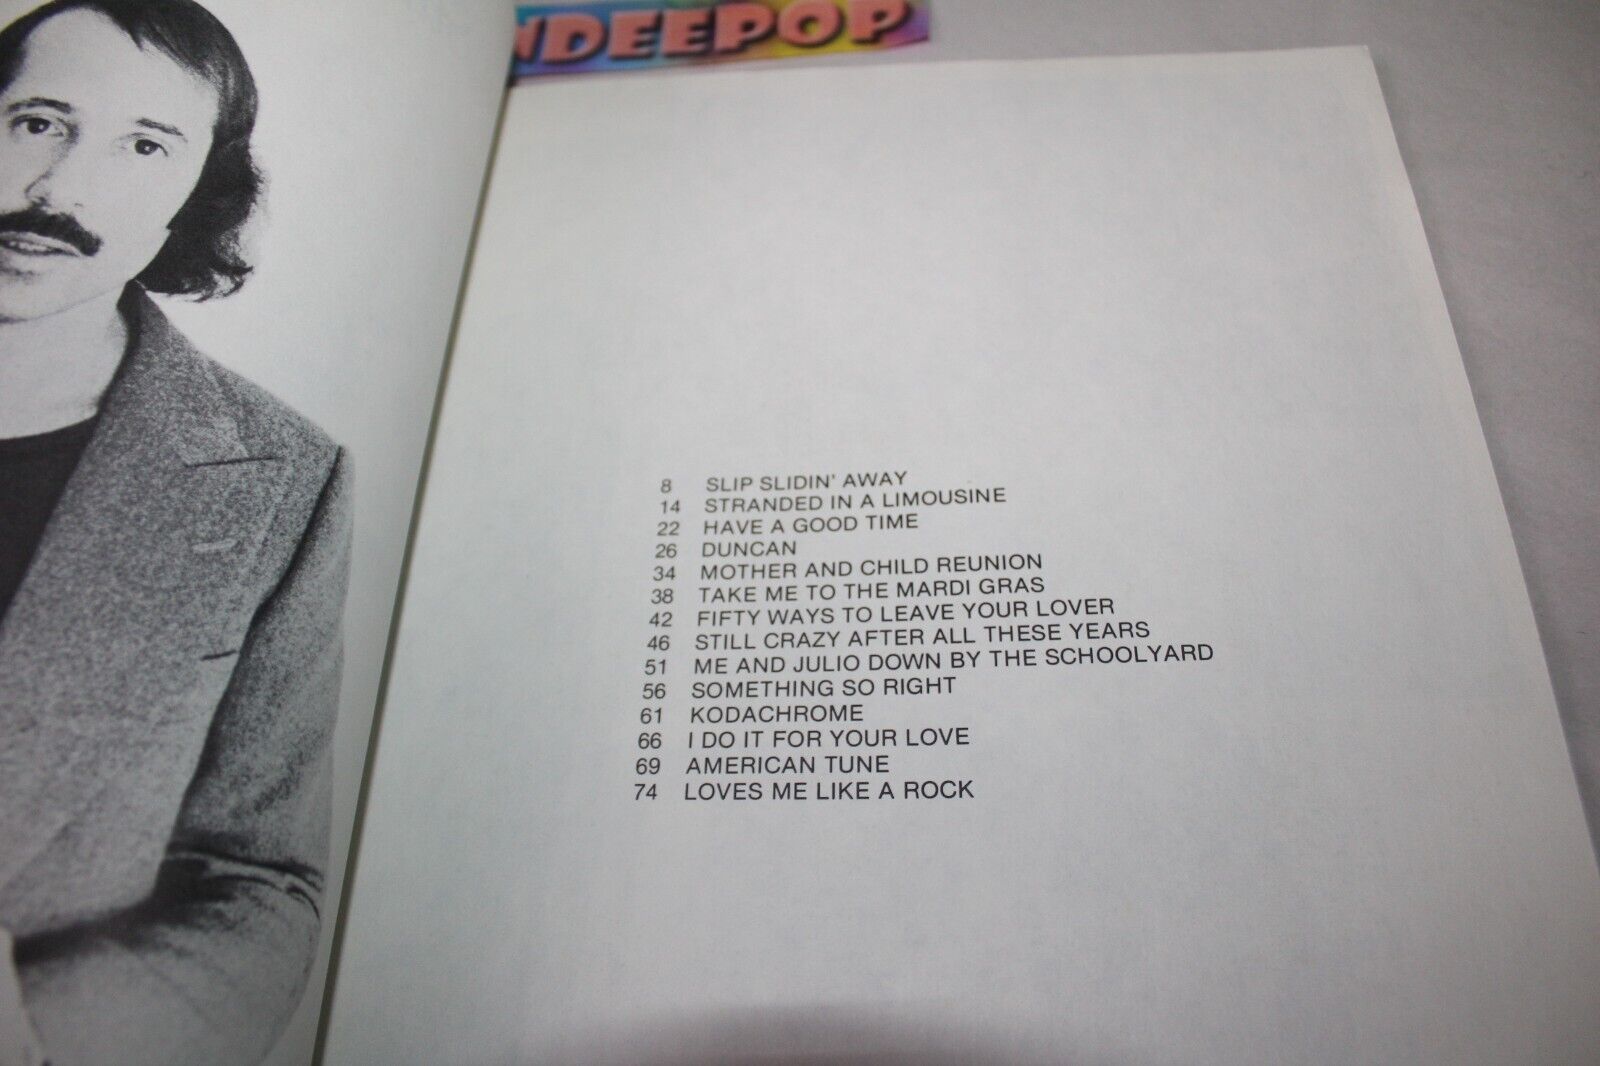 NDEEPOP
8 SLIP SLIDIN' AWAY
14 STRANDED IN A LIMOUSINE
22 HAVE A GOOD TIME
26 DUNCAN
34 MOTHER AND CHILD REUNION
38 TAKE ME TO THE MARDI GRAS
42 FIFTY WAYS TO LEAVE YOUR LOVER
46 STILL CRAZY AFTER ALL THESE YEARS
51 ME AND JULIO DOWN BY THE SCHOOLYARD
56 SOMETHING SO RIGHT
61 KODACHROME
66 I DO IT FOR YOUR LOVE
69 AMERICAN TUNE
74 LOVES ME LIKE A ROCK